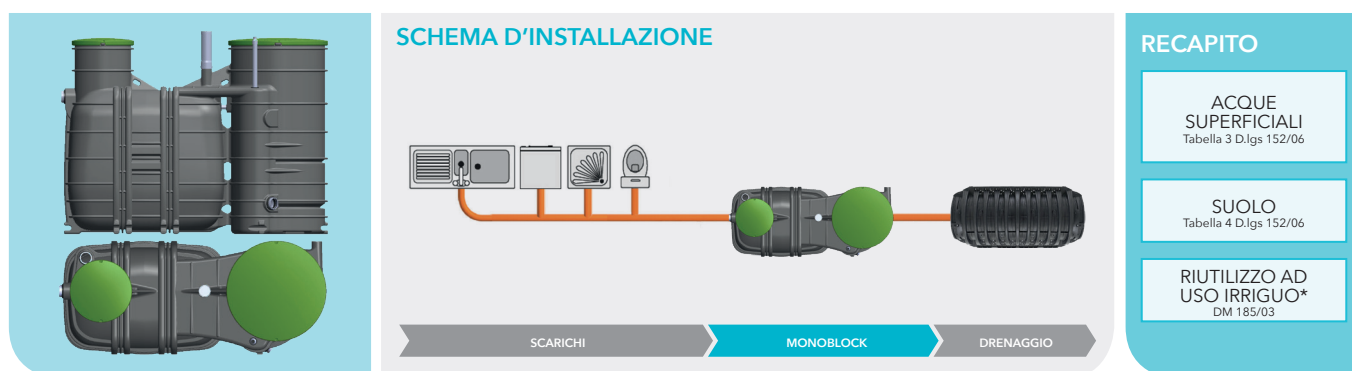 SCHEMA D'INSTALLAZIONE
SCARICHI
MONOBLOCK
DRENAGGIO
RECAPITO
ACQUE
SUPERFICIALI
Tabella 3 D.lgs 152/06
SUOLO
Tabella 4 D.lgs 152/06
RIUTILIZZO AD
USO IRRIGUO*
DM 185/03